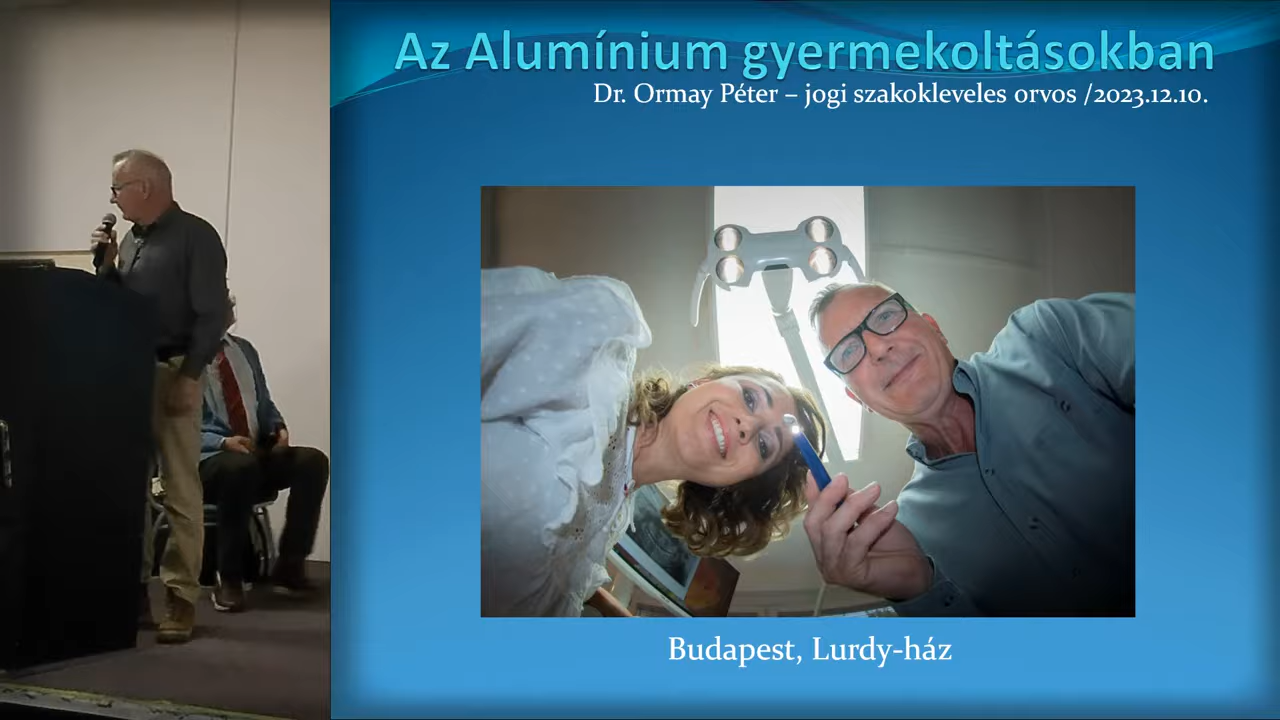 Az Alumínium gyermekoltásokban
Dr. Ormay Péter – jogi szakokleveles orvos /2023.12.10.
Budapest, Lurdy-ház